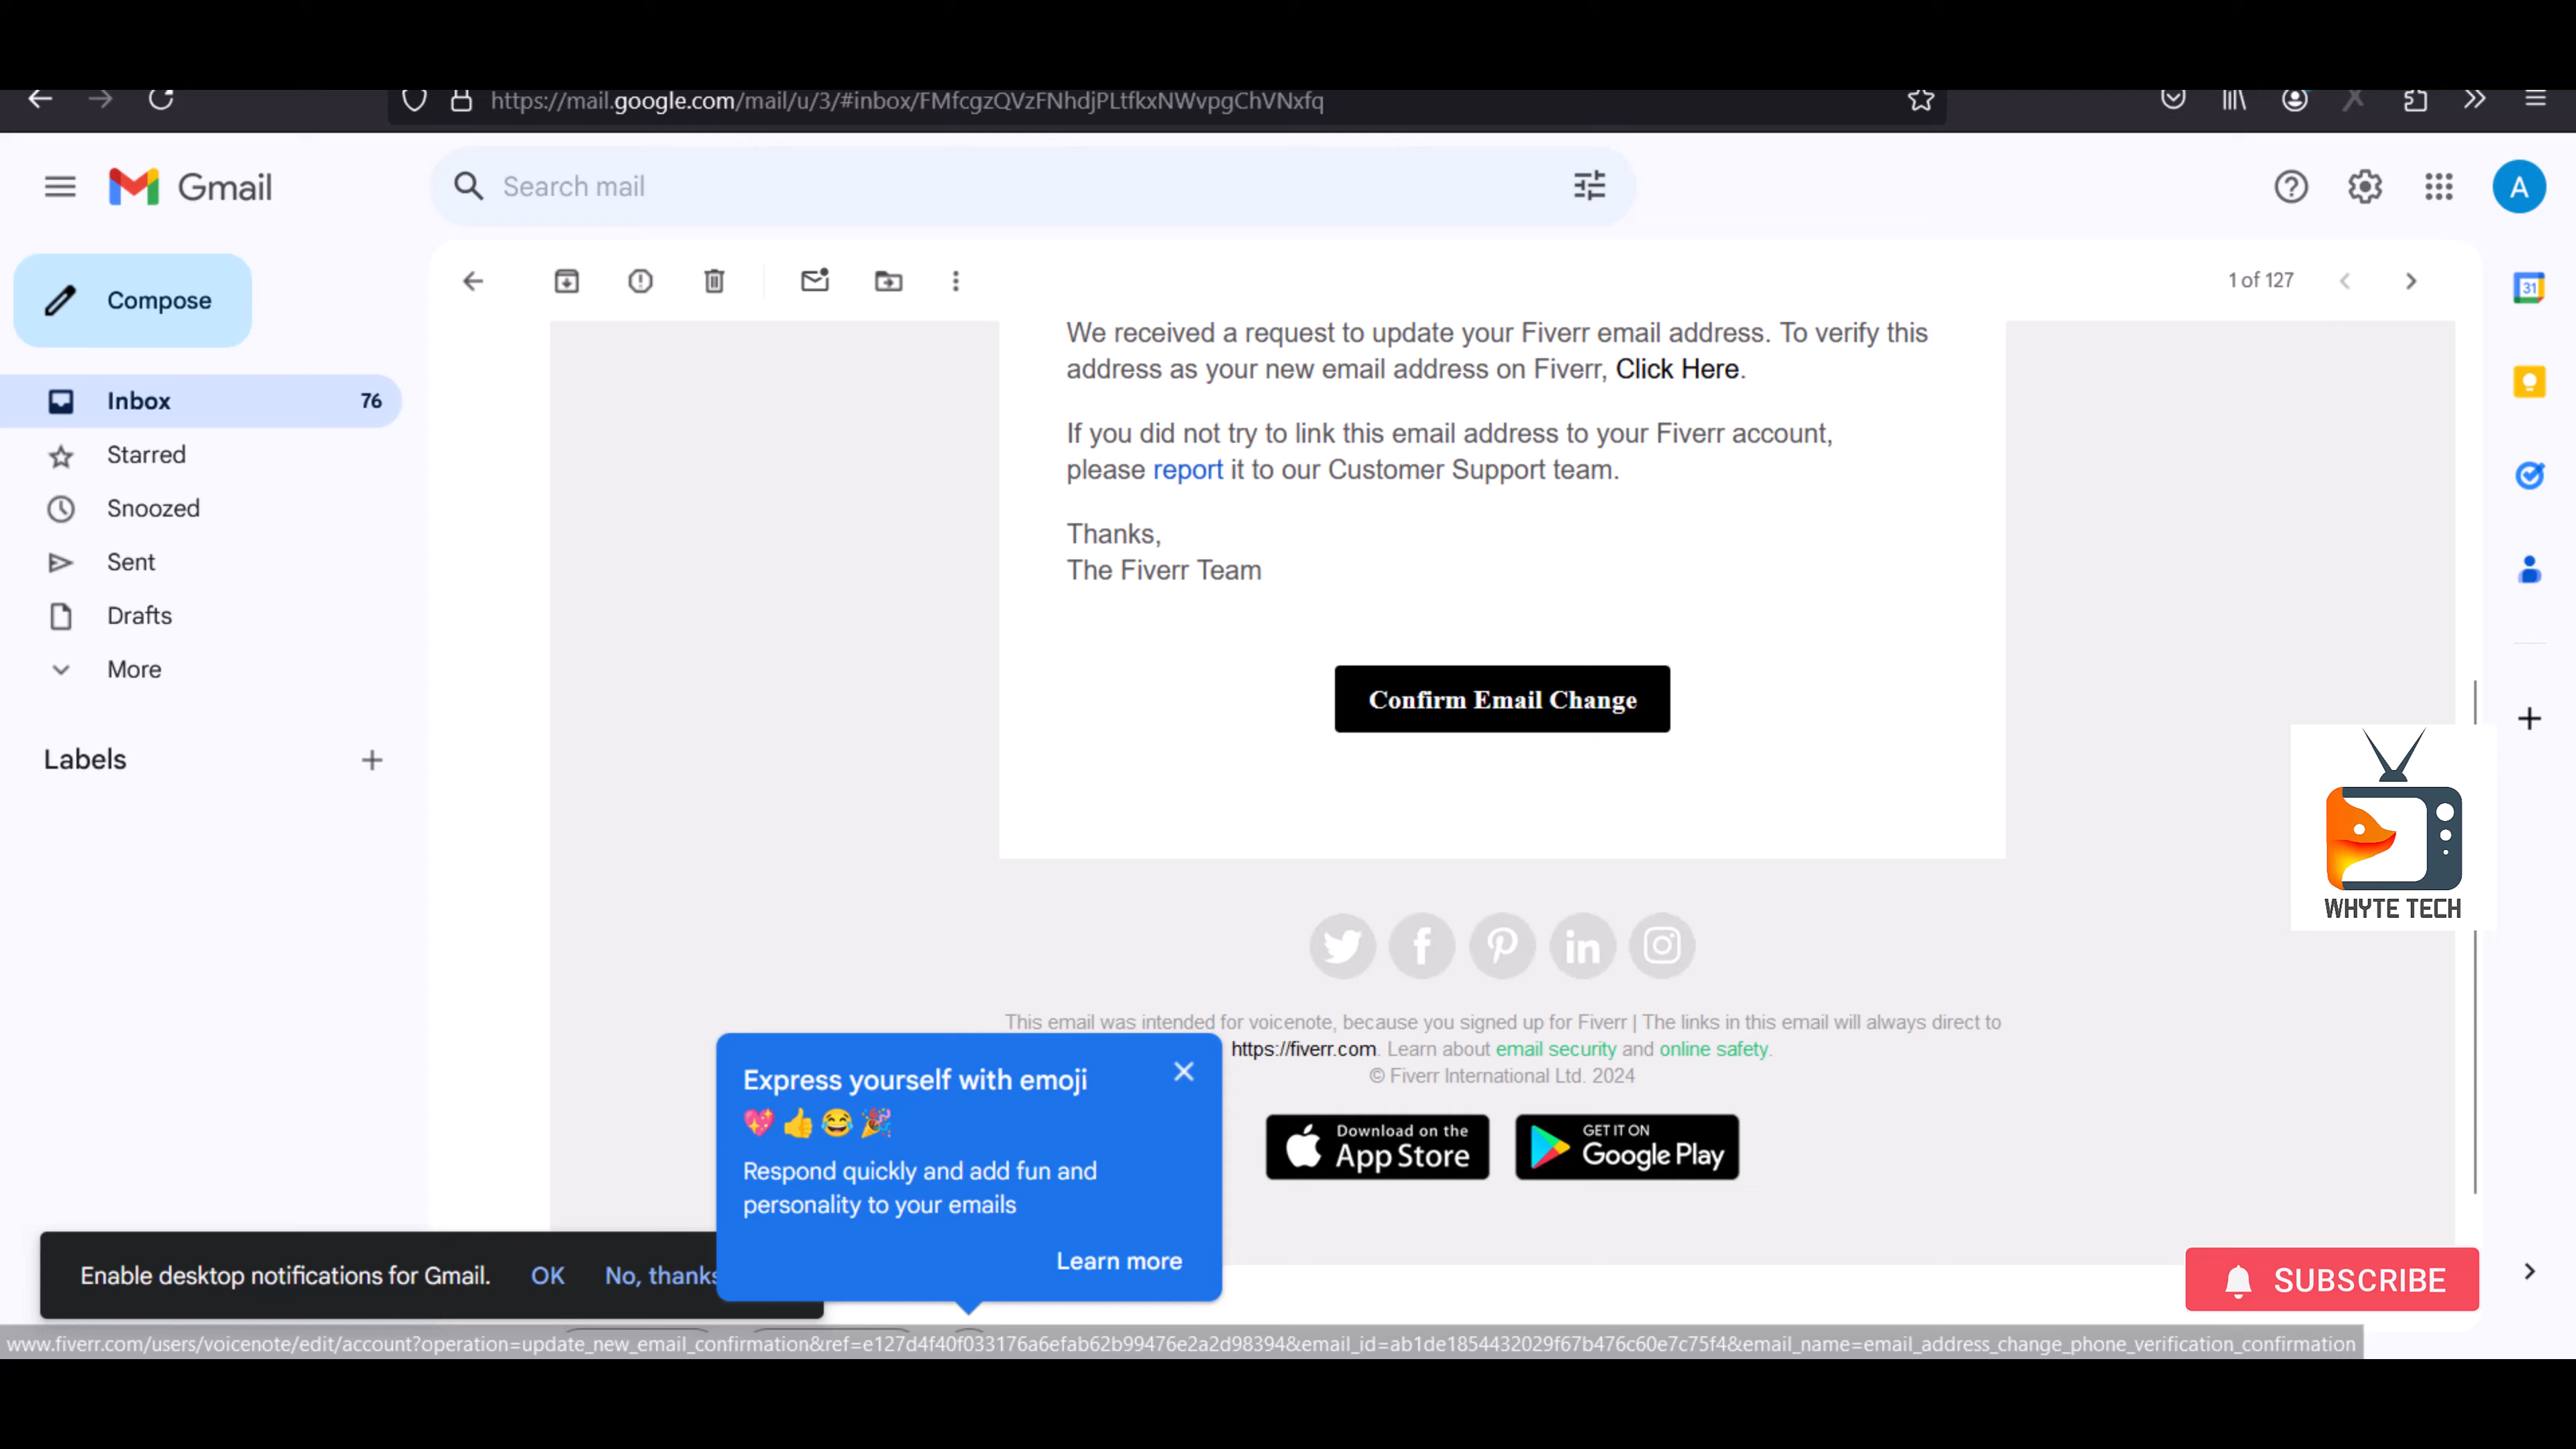 https://mail.google.com/mail/u/3/#inbox/FMfcgzQVzFNhdjPLtfkxNWvpgChVNxfq
Gmail
Search mail
A
Compose
1 of 127
31
Inbox 76
Starred
Snoozed
Sent
Drafts
More
Labels
We received a request to update your Fiverr email address. To verify this
address as your new email address on Fiverr, Click Here.
If you did not try to link this email address to your Fiverr account,
please report it to our Customer Support team.
Thanks,
The Fiverr Team
Confirm Email Change
WHYTE TECH
This email was intended for voicenote, because you signed up for Fiverr | The links in this email will always direct to
https://fiverr.com. Learn about email security and online safety.
© Fiverr International Ltd. 2024
Download on the
App Store
GET IT ON
Google Play
Express yourself with emoji
💖👍😂🎉
Respond quickly and add fun and
personality to your emails
Learn more
Enable desktop notifications for Gmail. OK No, thanks
SUBSCRIBE
www.fiverr.com/users/voicenote/edit/account?operation=update_new_email_confirmation&ref=e127d4f40f033176a6efab62b99476e2a2d98394&email_id=ab1de1854432029f67b476c60e7c75f4&email_name=email_address_change_phone_verification_confirmation